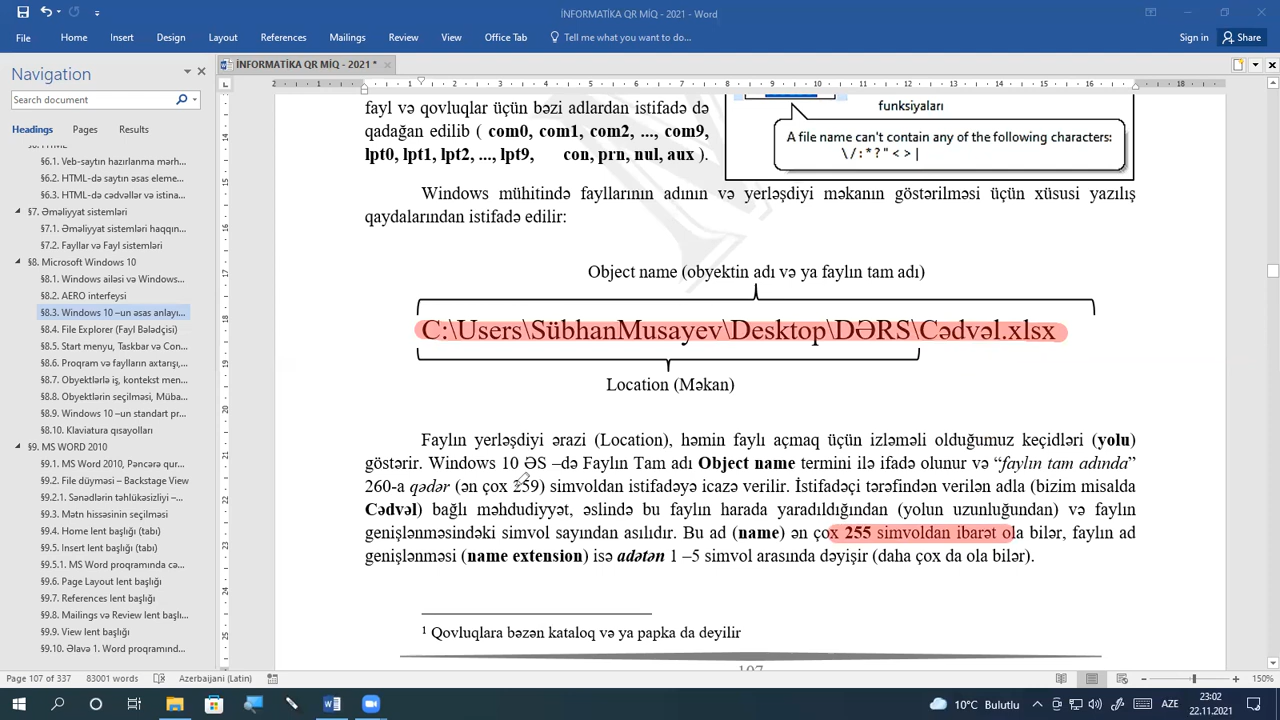 İNFORMATİKA QR MİQ - 2021 - Word
File Home Insert Design Layout References Mailings Review View Help Tell me what you want to do... Sign in Share
İNFORMATİKA QR MİQ - 2021 *
Navigation
Search document
Headings Pages Results
§6.1. Veb-saytın hazırlanma mərh...
§6.2. HTML-də saytın əsas eleme...
§6.3. HTML-də cədvəllər və istina...
§7. Əməliyyat sistemləri
§7.1. Əməliyyat sistemləri haqqın...
§7.2. Fayllar və Fayl sistemləri
§8. Microsoft Windows 10
§8.1. Windows ailəsi və Windows...
§8.2. AERO interfeysi
§8.3. Windows 10 –un əsas anlayı...
§8.4. File Explorer (Fayl Bələdçisi)
§8.5. Start menyu, Taskbar və Con...
§8.6. Proqram və faylların axtarışı,...
§8.7. Obyektlərlə iş, kontekst men...
§8.8. Obyektlərin seçilməsi, Müba...
§8.9. Windows 10 –un standart pr...
§8.10. Klaviatura qısayolları
§9. MS WORD 2010
§9.1. MS Word 2010, Pəncərə qur...
§9.2. File düyməsi – Backstage View
§9.2.1. Sənədlərin təhlükəsizliyi –...
§9.3. Mətn hissəsinin seçilməsi
§9.4. Home lent başlığı (tabı)
§9.5. Insert lent başlığı (tabı)
§9.5.1. MS Word proqramında cə...
§9.6. Page Layout lent başlığı
§9.7. References lent başlığı
§9.8. Mailings və Review lent başlığı
§9.9. View lent başlığı
§9.10. Əlavə 1. Word proqramınd...
fayl və qovluqlar üçün bəzi adlardan istifadə də
qadağan edilib ( com0, com1, com2, ..., com9,
lpt0, lpt1, lpt2, ..., lpt9, con, prn, nul, aux ).
funksiyaları
A file name can't contain any of the following characters:
\ / : * ? " < > |
Windows mühitində fayllarının adının və yerləşdiyi məkanın göstərilməsi üçün xüsusi yazılış
qaydalarından istifadə edilir:
Object name (obyektin adı və ya faylın tam adı)
C:\Users\SübhanMusayev\Desktop\DƏRS\Cədvəl.xlsx
Location (Məkan)
Faylın yerləşdiyi ərazi (Location), həmin faylı açmaq üçün izləməli olduğumuz keçidləri (yolu)
göstərir. Windows 10 ƏS –də Faylın Tam adı Object name termini ilə ifadə olunur və “faylın tam adında”
260-a qədər (ən çox 259) simvoldan istifadəyə icazə verilir. İstifadəçi tərəfindən verilən adla (bizim misalda
Cədvəl) bağlı məhdudiyyət, əslində bu faylın harada yaradıldığından (yolun uzunluğundan) və faylın
genişlənməsindəki simvol sayından asılıdır. Bu ad (name) ən çox 255 simvoldan ibarət ola bilər, faylın ad
genişlənməsi (name extension) isə adətən 1 –5 simvol arasında dəyişir (daha çox da ola bilər).
1 Qovluqlara bəzən kataloq və ya papka da deyilir
107
Page 107 of 337 83001 words Azerbaijani (Latin) 150%
10°C Bulutlu 23:02
22.11.2021